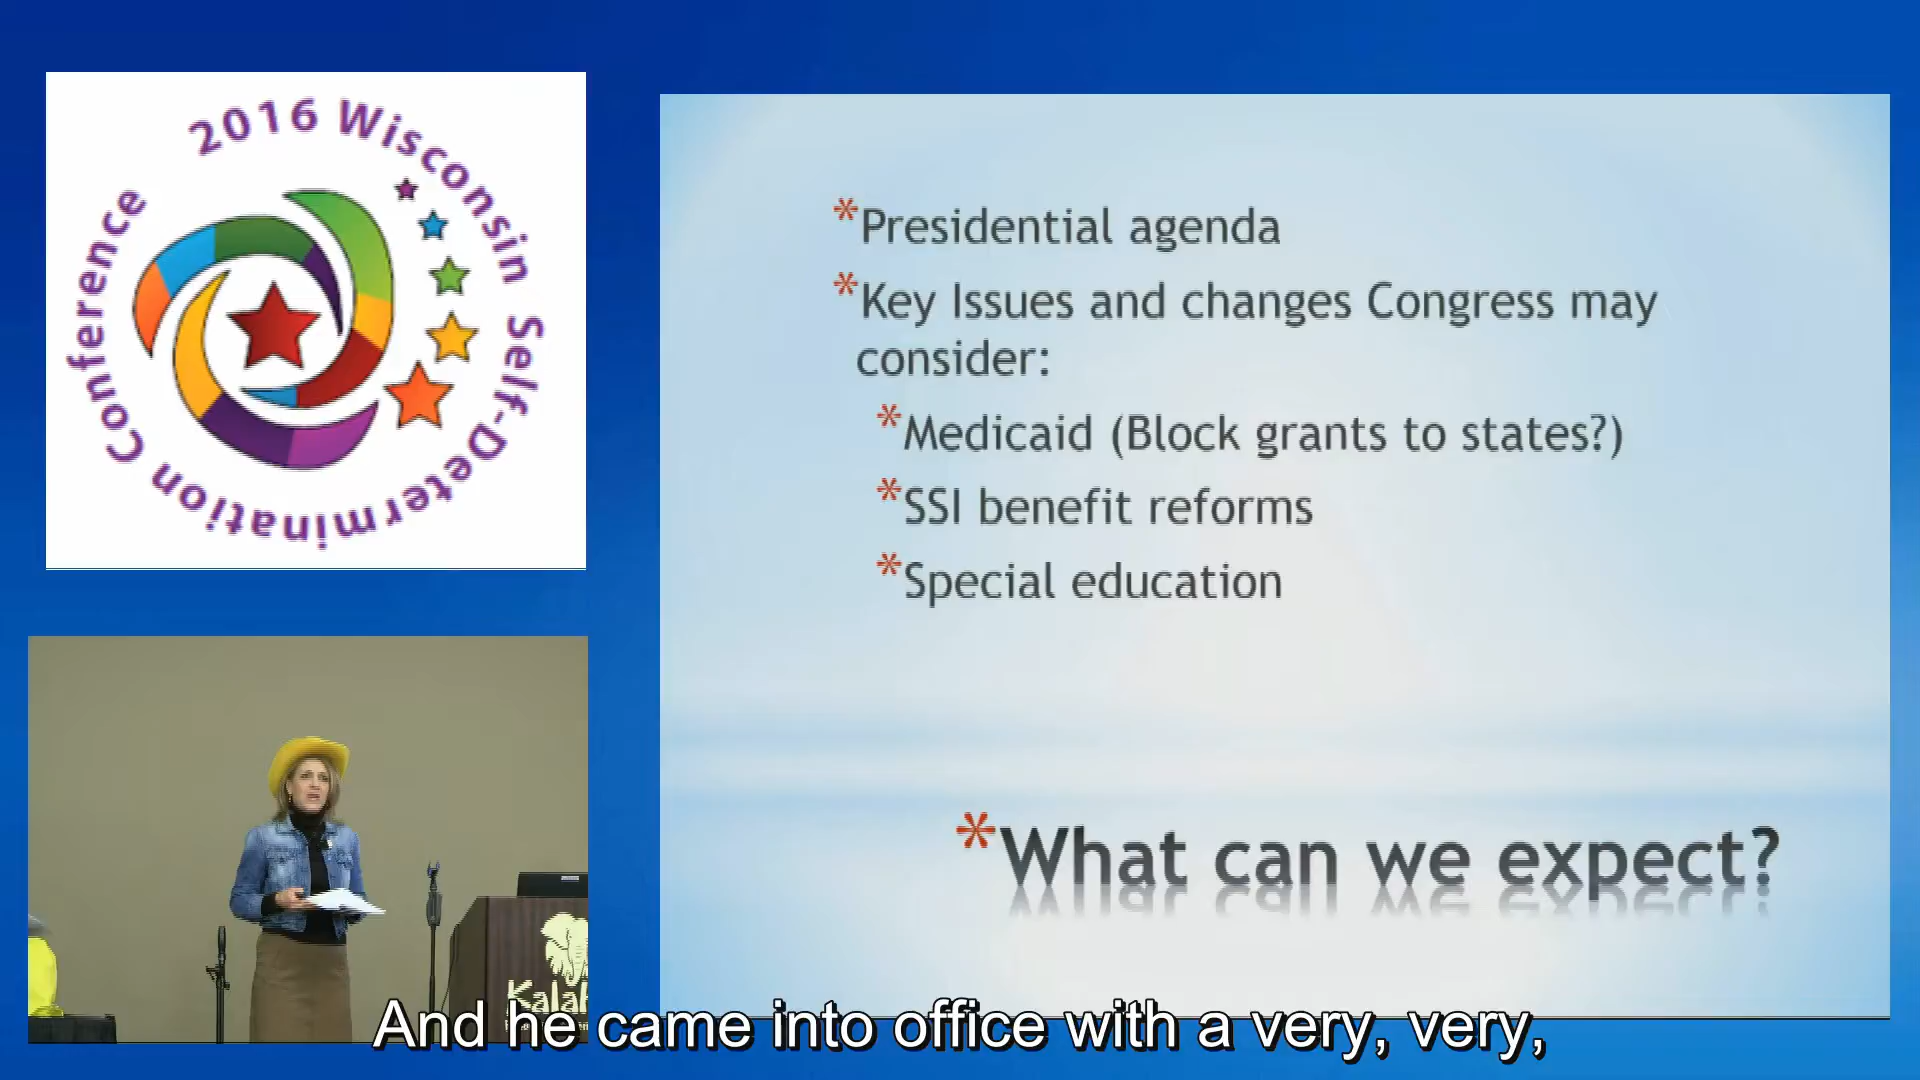 2016 Wisconsin Self-Determination Conference
*Presidential agenda
*Key Issues and changes Congress may
consider:
*Medicaid (Block grants to states?)
*SSI benefit reforms
*Special education
*What can we expect?
And he came into office with a very, very,